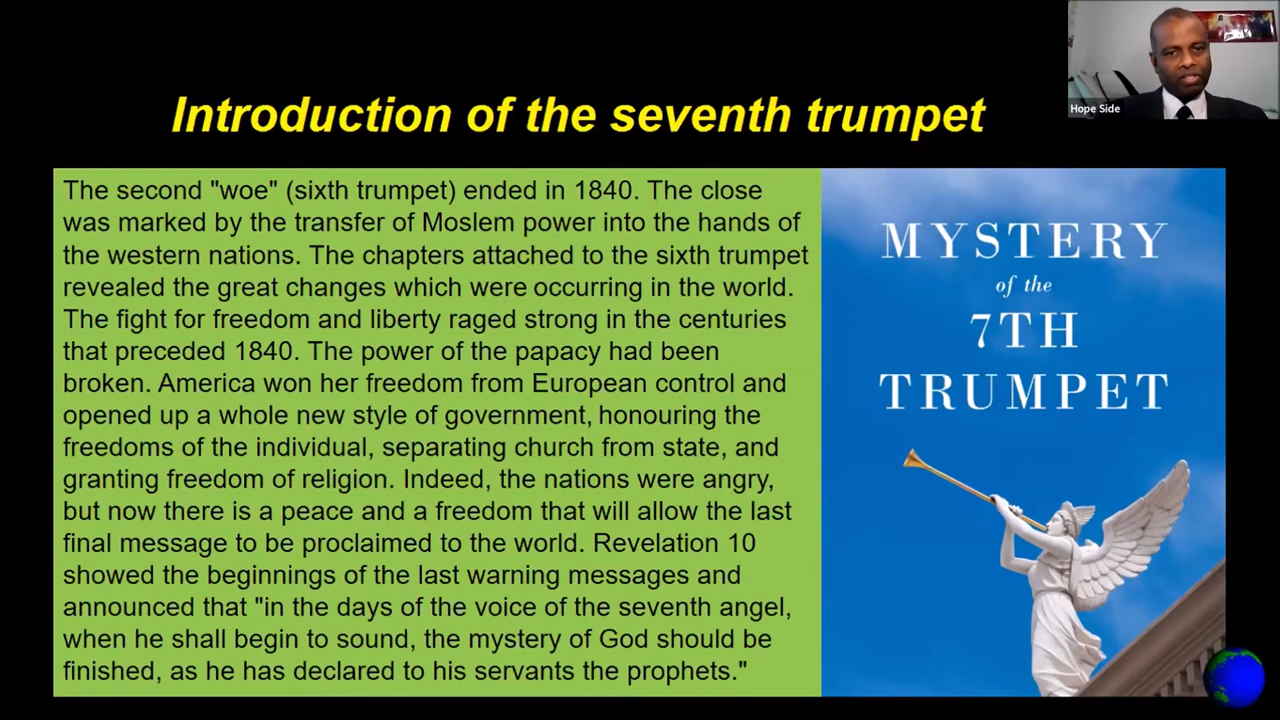 Introduction of the seventh trumpet
Hope Side
The second "woe" (sixth trumpet) ended in 1840. The close
was marked by the transfer of Moslem power into the hands of
the western nations. The chapters attached to the sixth trumpet
revealed the great changes which were occurring in the world.
The fight for freedom and liberty raged strong in the centuries
that preceded 1840. The power of the papacy had been
broken. America won her freedom from European control and
opened up a whole new style of government, honouring the
freedoms of the individual, separating church from state, and
granting freedom of religion. Indeed, the nations were angry,
but now there is a peace and a freedom that will allow the last
final message to be proclaimed to the world. Revelation 10
showed the beginnings of the last warning messages and
announced that "in the days of the voice of the seventh angel,
when he shall begin to sound, the mystery of God should be
finished, as he has declared to his servants the prophets."
MYSTERY
of the
7TH
TRUMPET